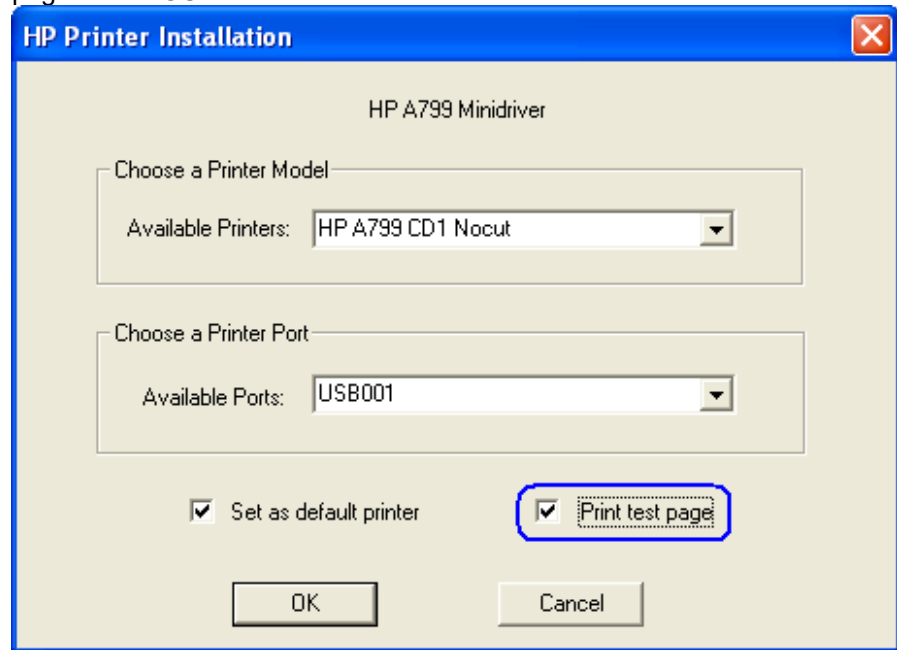 HP Printer Installation
HP A799 Minidriver
Choose a Printer Model
Available Printers: HP A799 CD1 Nocut
Choose a Printer Port
Available Ports: USB001
Set as default printer Print test page
OK Cancel